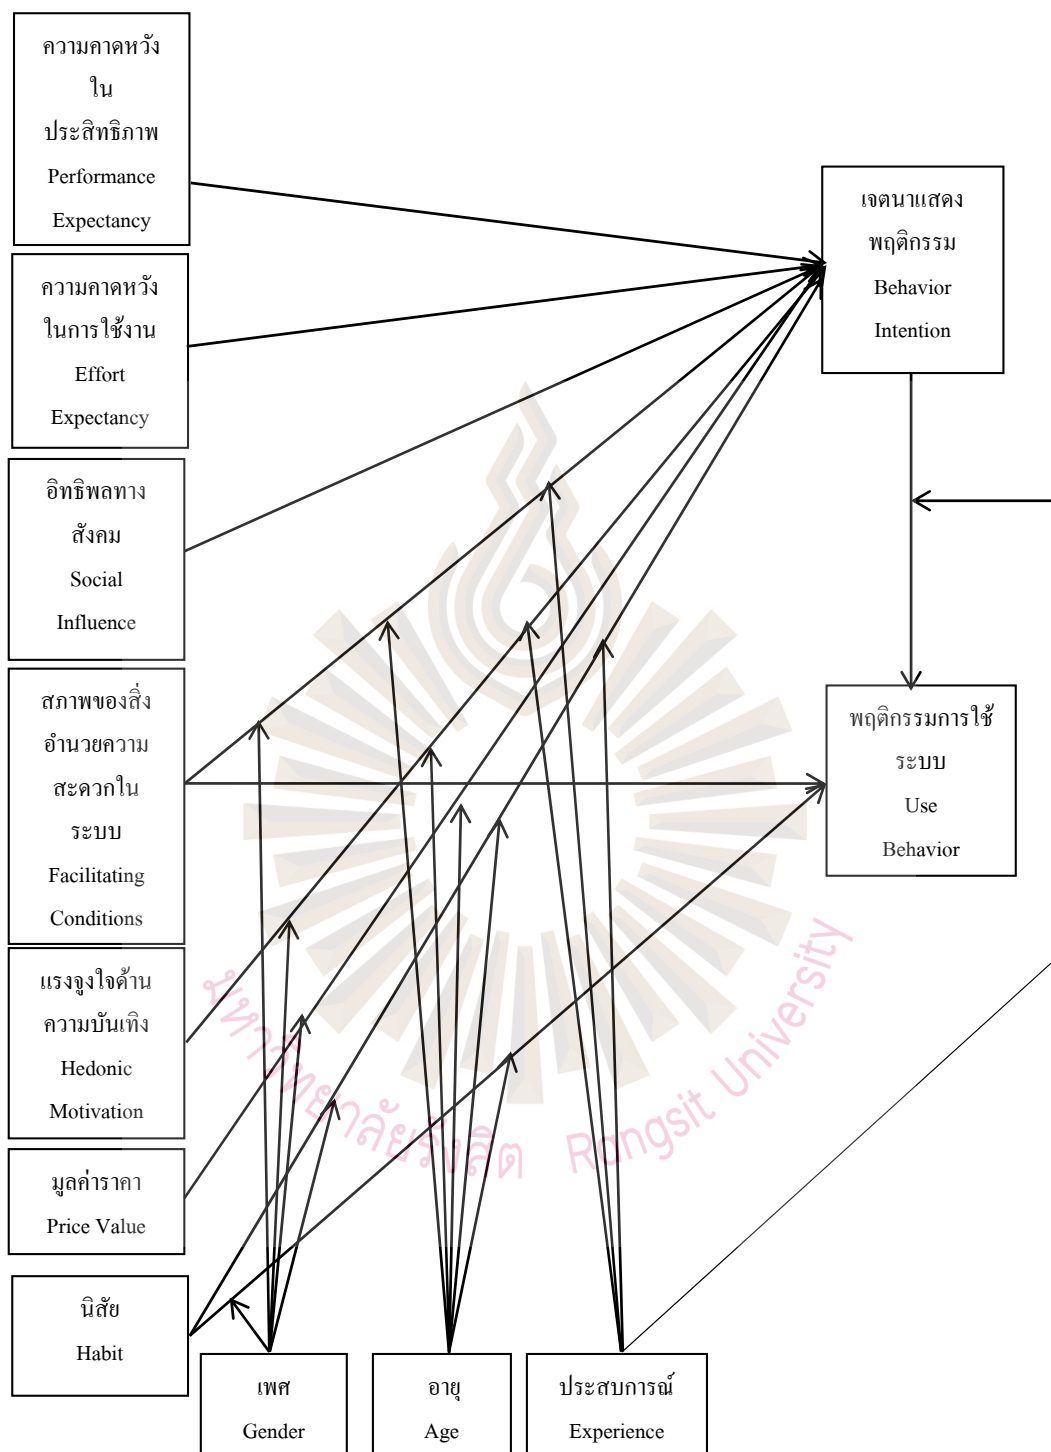 ความคาดหวัง
ใน
ประสิทธิภาพ
Performance
Expectancy
ความคาดหวัง
ในการใช้งาน
Effort
Expectancy
อิทธิพลทาง
สังคม
Social
Influence
สภาพของสิ่ง
อำนวยความ
สะดวกใน
ระบบ
Facilitating
Conditions
แรงจูงใจด้าน
ความบันเทิง
Hedonic
Motivation
มูลค่าราคา
Price Value
นิสัย
Habit
เจตนาแสดง
พฤติกรรม
Behavior
Intention
พฤติกรรมการใช้
ระบบ
Use
Behavior
เพศ
Gender
อายุ
Age
ประสบการณ์
Experience
มหาวิทยาลัยรังสิต Rangsit University